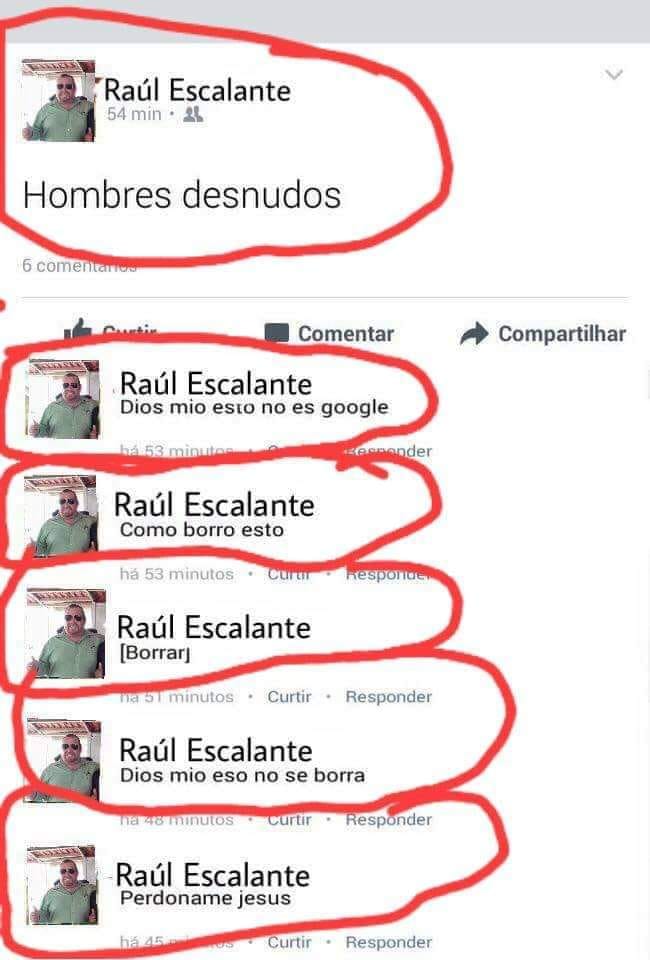 Raúl Escalante
54 min
Hombres desnudos
6 comentarios
Curtir Comentar Compartilhar
Raúl Escalante
Dios mio esto no es google
há 53 minutos · Curtir · Responder
Raúl Escalante
Como borro esto
há 53 minutos · Curtir · Responder
Raúl Escalante
[Borrar]
há 51 minutos · Curtir · Responder
Raúl Escalante
Dios mio eso no se borra
há 48 minutos · Curtir · Responder
Raúl Escalante
Perdoname jesus
há 45 minutos · Curtir · Responder